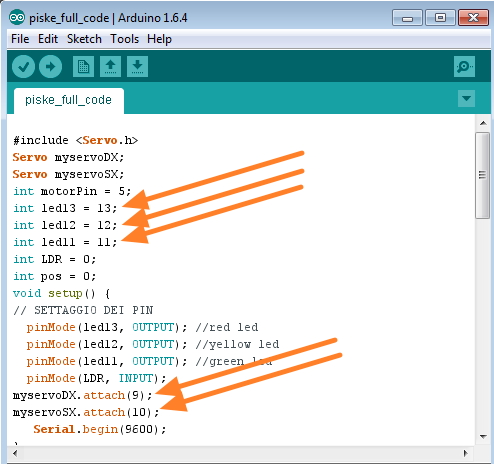 piske_full_code | Arduino 1.6.4
File Edit Sketch Tools Help
piske_full_code
#include <Servo.h>
Servo myservoDX;
Servo myservoSX;
int motorPin = 5;
int led13 = 13;
int led12 = 12;
int led11 = 11;
int LDR = 0;
int pos = 0;
void setup() {
// SETTAGGIO DEI PIN
pinMode(led13, OUTPUT); //red led
pinMode(led12, OUTPUT); //yellow led
pinMode(led11, OUTPUT); //green led
pinMode(LDR, INPUT);
myservoDX.attach(9);
myservoSX.attach(10);
Serial.begin(9600);